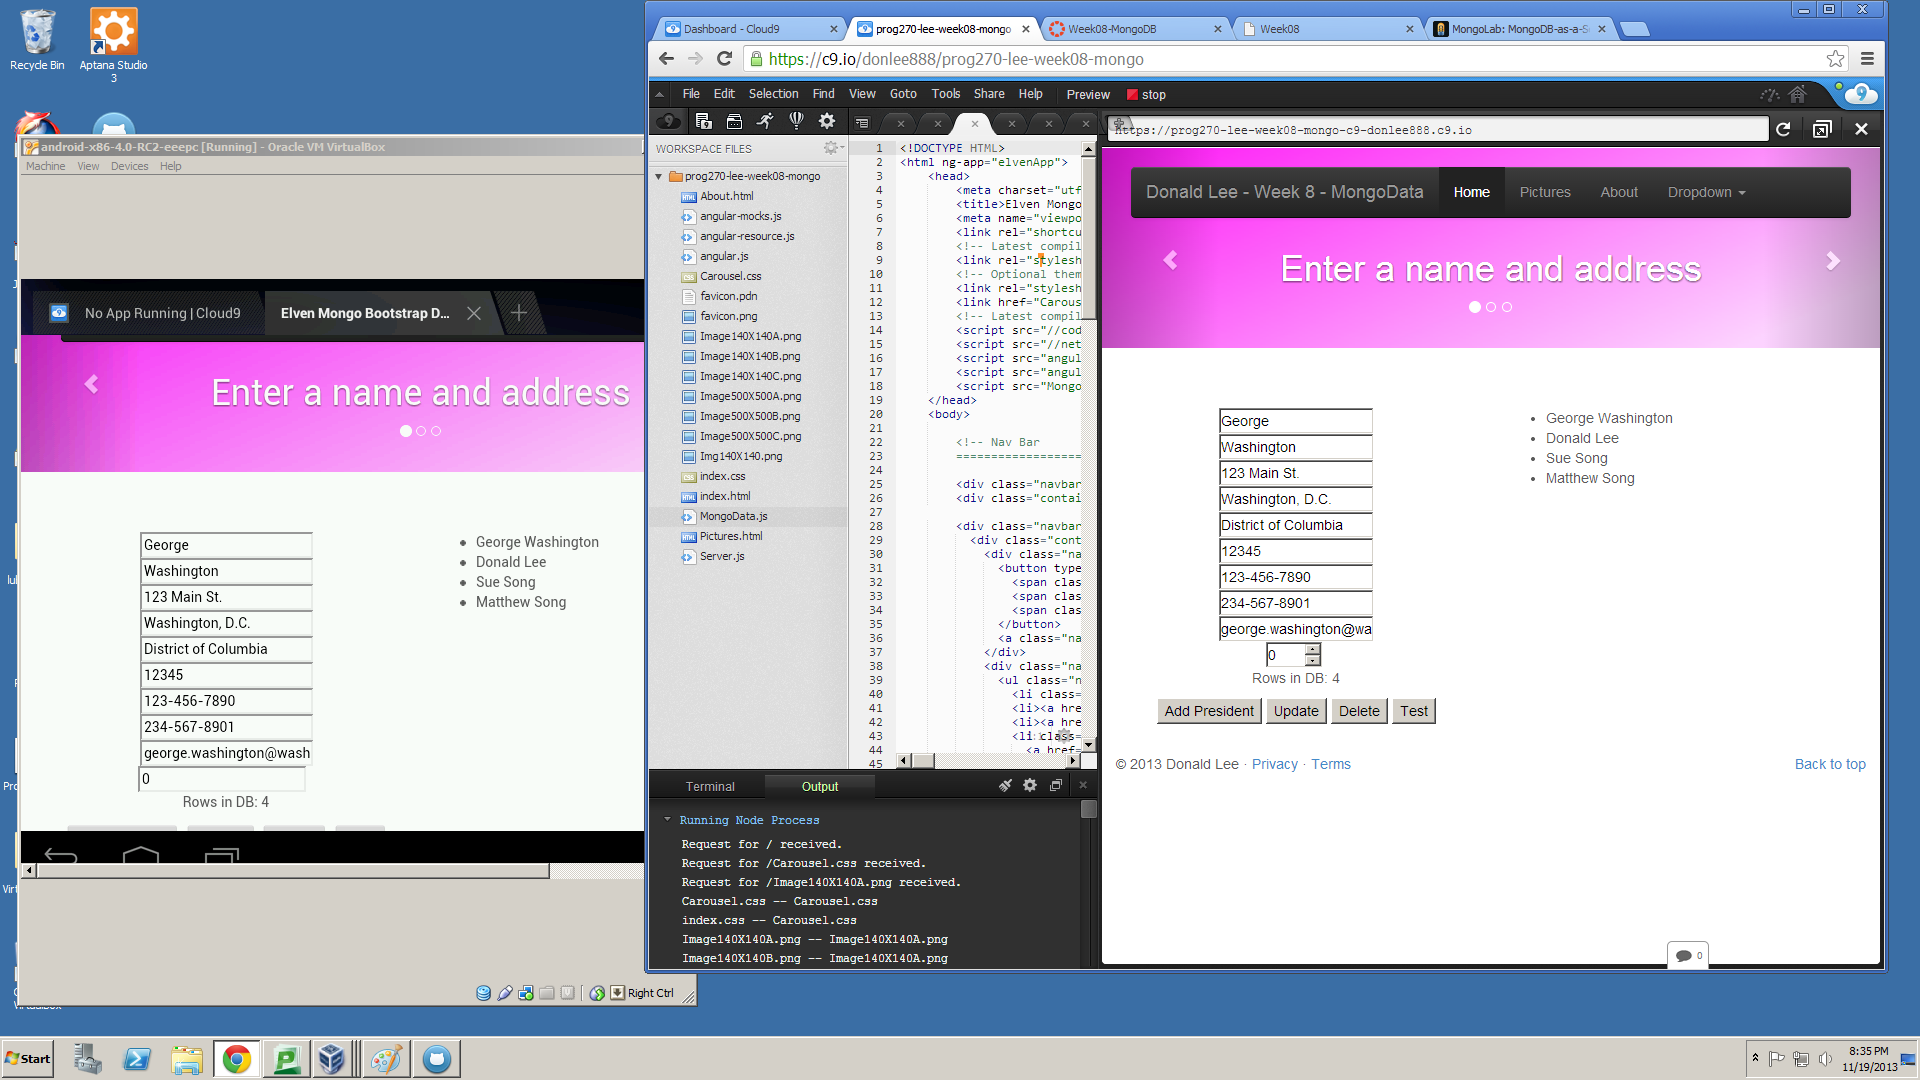 Recycle Bin
Aptana Studio
3
android-x86-4.0-RC2-eeepc [Running] - Oracle VM VirtualBox
Machine View Devices Help
No App Running | Cloud9
Elven Mongo Bootstrap D...
Enter a name and address
George
Washington
123 Main St.
Washington, D.C.
District of Columbia
12345
123-456-7890
234-567-8901
george.washington@wash
0
Rows in DB: 4
George Washington
Donald Lee
Sue Song
Matthew Song
Right Ctrl
Dashboard - Cloud9
prog270-lee-week08-mongo
Week08-MongoDB
Week08
MongoLab: MongoDB-as-a-S
https://c9.io/donlee888/prog270-lee-week08-mongo
File Edit Selection Find View Goto Tools Share Help Preview stop
WORKSPACE FILES
prog270-lee-week08-mongo
About.html
angular-mocks.js
angular-resource.js
angular.js
Carousel.css
favicon.pdn
favicon.png
Image140X140A.png
Image140X140B.png
Image140X140C.png
Image500X500A.png
Image500X500B.png
Image500X500C.png
Img140X140.png
index.css
index.html
MongoData.js
Pictures.html
Server.js
1 <!DOCTYPE HTML>
2 <html ng-app="elvenApp">
3 <head>
4 <meta charset="utf
5 <title>Elven Mongo
6 <meta name="viewpo
7 <link rel="shortcu
8 <!-- Latest compil
9 <link rel="stylesh
10 <!-- Optional them
11 <link rel="stylesh
12 <link href="Carous
13 <!-- Latest compil
14 <script src="//cod
15 <script src="//net
16 <script src="angul
17 <script src="angul
18 <script src="Mongo
19 </head>
20 <body>
21
22 <!-- Nav Bar
23 ==================
24
25 <div class="navbar
26 <div class="contai
27
28 <div class="navbar
29 <div class="cont
30 <div class="na
31 <button type
32 <span clas
33 <span clas
34 <span clas
35 </button>
36 <a class="na
37 </div>
38 <div class="na
39 <ul class="n
40 <li class=
41 <li><a hre
42 <li><a hre
43 <li class=
44 <a href=
45
Terminal Output
Running Node Process
Request for / received.
Request for /Carousel.css received.
Request for /Image140X140A.png received.
Carousel.css -- Carousel.css
index.css -- Carousel.css
Image140X140A.png -- Image140X140A.png
Image140X140B.png -- Image140X140A.png
https://prog270-lee-week08-mongo-c9-donlee888.c9.io
Donald Lee - Week 8 - MongoData Home Pictures About Dropdown
Enter a name and address
George
Washington
123 Main St.
Washington, D.C.
District of Columbia
12345
123-456-7890
234-567-8901
george.washington@wa
0
Rows in DB: 4
Add President Update Delete Test
George Washington
Donald Lee
Sue Song
Matthew Song
© 2013 Donald Lee · Privacy · Terms
Back to top
0
Start
8:35 PM
11/19/2013